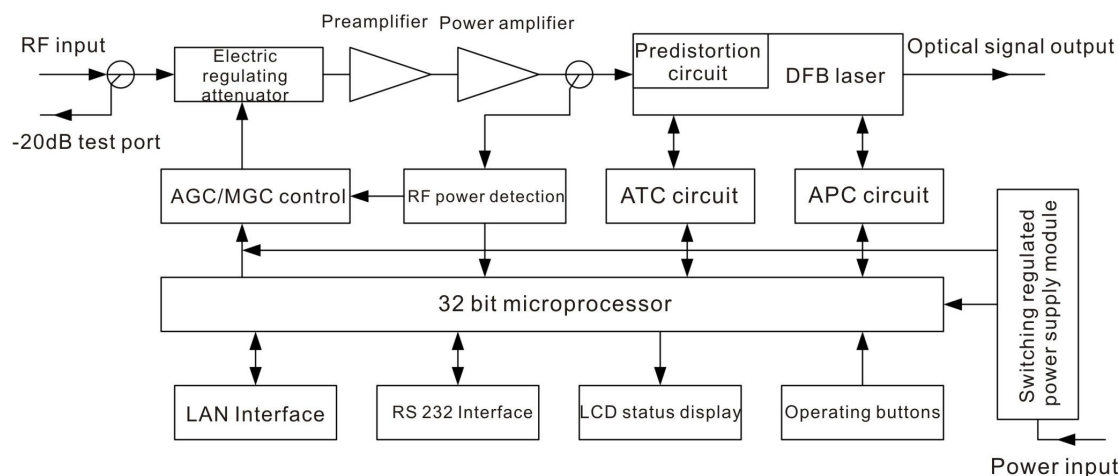 Preamplifier
Power amplifier
RF input
Electric
regulating
attenuator
Predistortion
circuit
DFB laser
Optical signal output
-20dB test port
AGC/MGC control
RF power detection
ATC circuit
APC circuit
Switching regulated
power supply module
32 bit microprocessor
LAN Interface
RS 232 Interface
LCD status display
Operating buttons
Power input